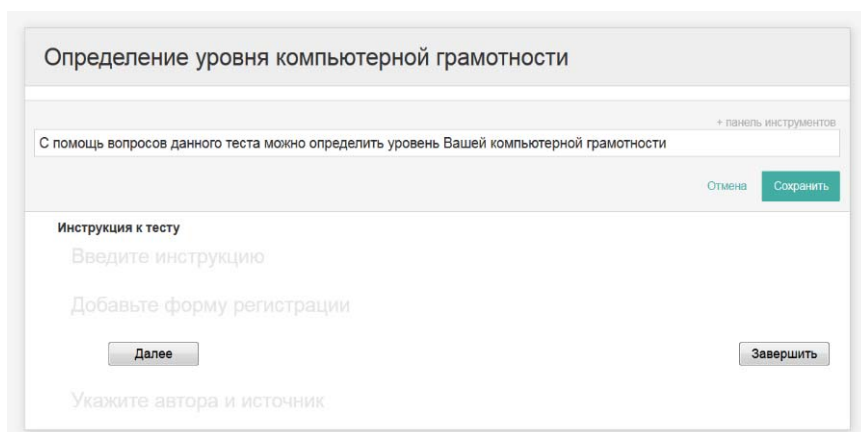 Определение уровня компьютерной грамотности
+ панель инструментов
С помощь вопросов данного теста можно определить уровень Вашей компьютерной грамотности
Отмена Сохранить
Инструкция к тесту
Введите инструкцию
Добавьте форму регистрации
Далее Завершить
Укажите автора и источник